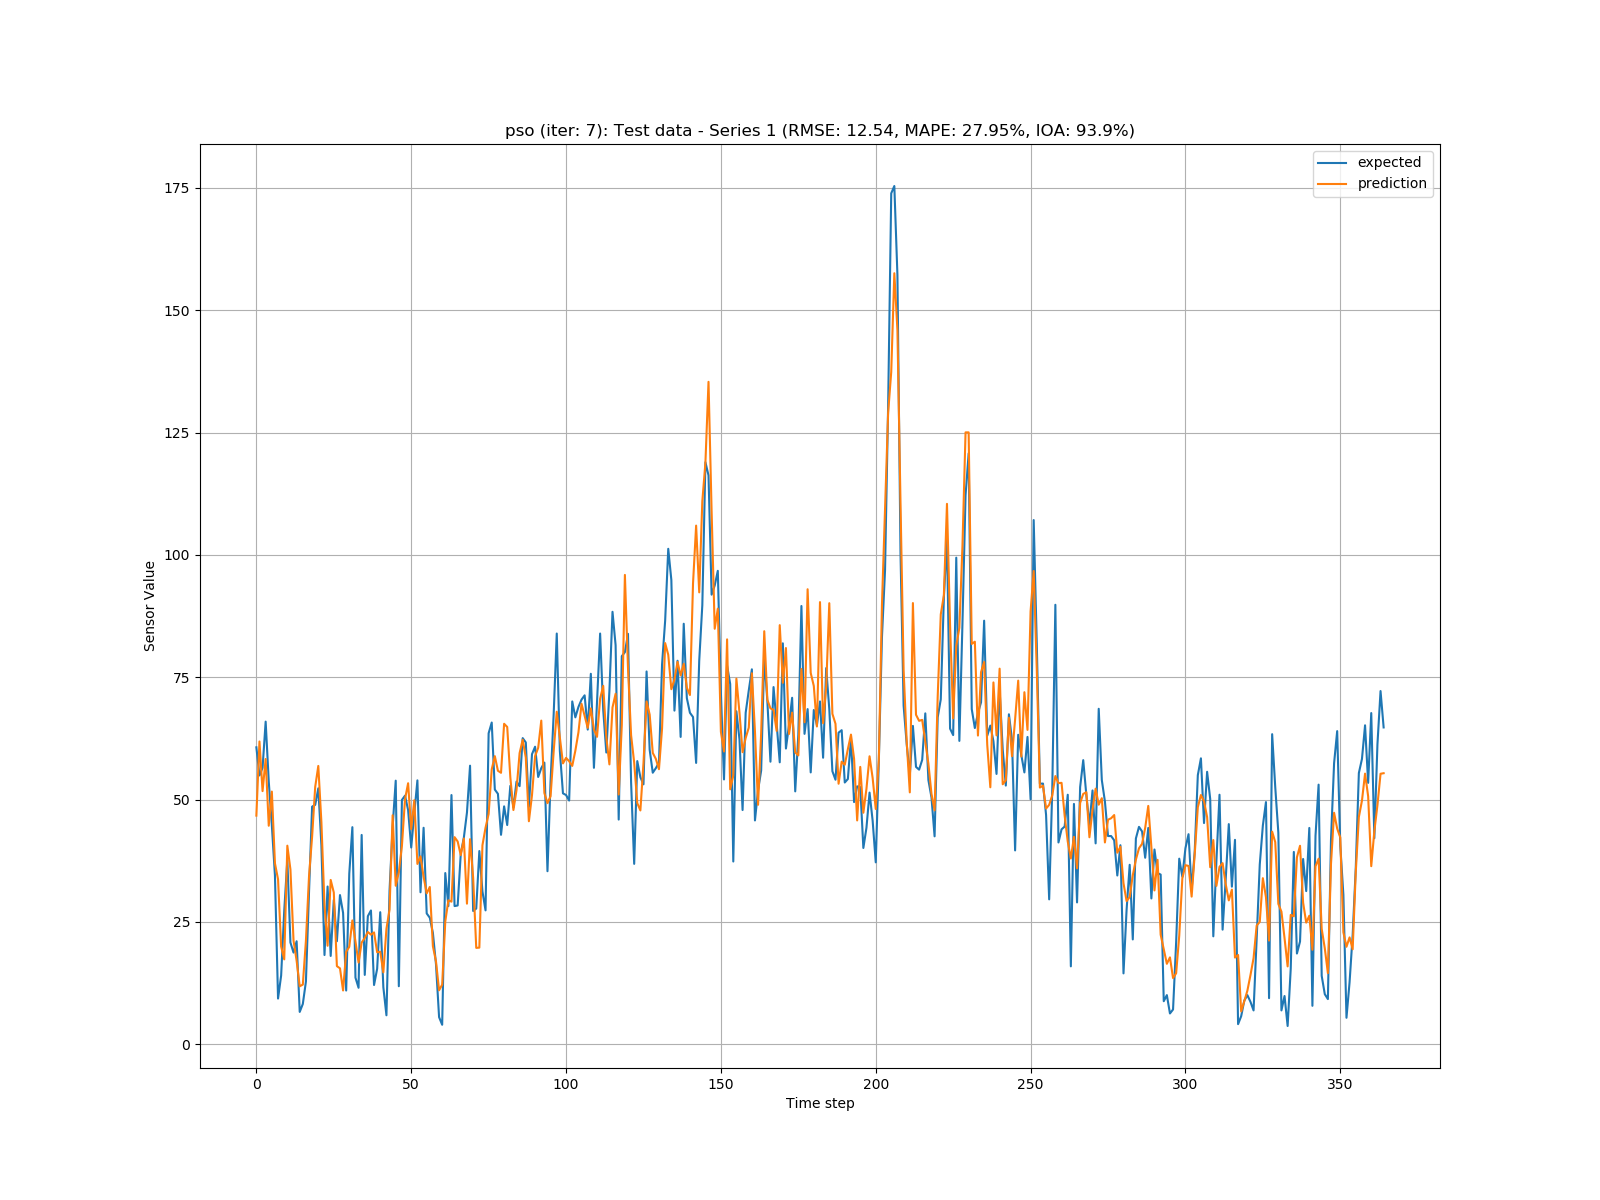 pso (iter: 7): Test data - Series 1 (RMSE: 12.54, MAPE: 27.95%, IOA: 93.9%)
expected
prediction
175
150
125
100
75
50
25
0
Sensor Value
0 50 100 150 200 250 300 350
Time step